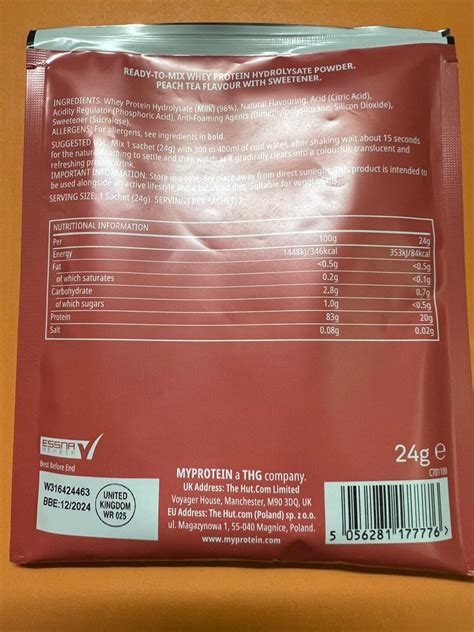 READY-TO-MIX WHEY PROTEIN HYDROLYSATE POWDER.
PEACH TEA FLAVOUR WITH SWEETENER.
INGREDIENTS: Whey Protein Hydrolysate (Milk) (96%), Natural Flavouring, Acid (Citric Acid),
Acidity Regulator (Phosphoric Acid), Anti-Foaming Agents (Dimethylpolysiloxane, Silicon Dioxide),
Sweetener (Sucralose).
ALLERGENS: For allergens, see ingredients in bold.
SUGGESTED USE: Mix 1 sachet (24g) with 300 to 400ml of cold water, after shaking wait about 15 seconds
for the natural foaming to settle and then watch as it gradually clears into a colourful, translucent and
refreshing protein drink.
IMPORTANT INFORMATION: Store in a cool, dry place away from direct sunlight. This product is intended to
be used alongside an active lifestyle and a balanced diet. Suitable for vegetarians.
SERVING SIZE: 1 Sachet (24g). SERVINGS PER SACHET: 1
NUTRITIONAL INFORMATION
Per 100g 24g
Energy 1448kJ/346kcal 353kJ/84kcal
Fat <0.5g <0.5g
of which saturates 0.2g <0.1g
Carbohydrate 2.8g 0.7g
of which sugars 1.0g <0.5g
Protein 83g 20g
Salt 0.08g 0.02g
ESSNA
MEMBER
24g e
C701100
Best Before End
W316424463
BBE:12/2024
UNITED
KINGDOM
WR 025
MYPROTEIN a THG company.
UK Address: The Hut.Com Limited
Voyager House, Manchester, M90 3DQ, UK
EU Address: The Hut.com (Poland) sp. z o.o.
ul. Magazynowa 1, 55-040 Magnice, Poland.
www.myprotein.com
5 056281 177776 >